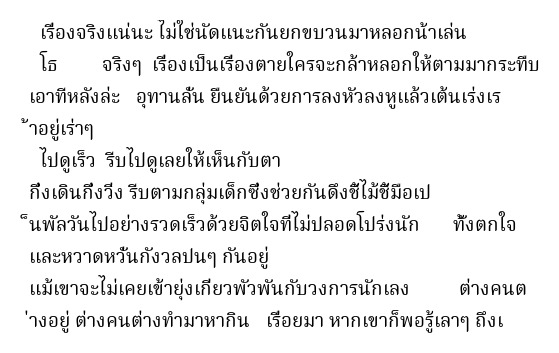 เรื่องจริงแน่นะ ไม่ใช่นัดแนะกันยกขบวนมาหลอกน้าเล่น
โธ่ จริงๆ เรื่องเป็นเรื่องตายใครจะกล้าหลอกให้ตามมากระทืบ
เอาทีหลังล่ะ อุทานลั่น ยืนยันด้วยการลงหัวลงหูแล้วเต้นเร่งเร
้าอยู่เร่าๆ
ไปดูเร็ว รีบไปดูเลยให้เห็นกับตา
กึ่งเดินกึ่งวิ่ง รีบตามกลุ่มเด็กซึ่งช่วยกันดึงชี้ไม้ชี้มือเป
็นพัลวันไปอย่างรวดเร็วด้วยจิตใจที่ไม่ปลอดโปร่งนัก ทั้งตกใจ
และหวาดหวั่นกังวลปนๆ กันอยู่
แม้เขาจะไม่เคยเข้ายุ่งเกี่ยวพัวพันกับวงการนักเลง ต่างคนต
่างอยู่ ต่างคนต่างทำมาหากิน เรื่อยมา หากเขาก็พอรู้เลาๆ ถึงเ